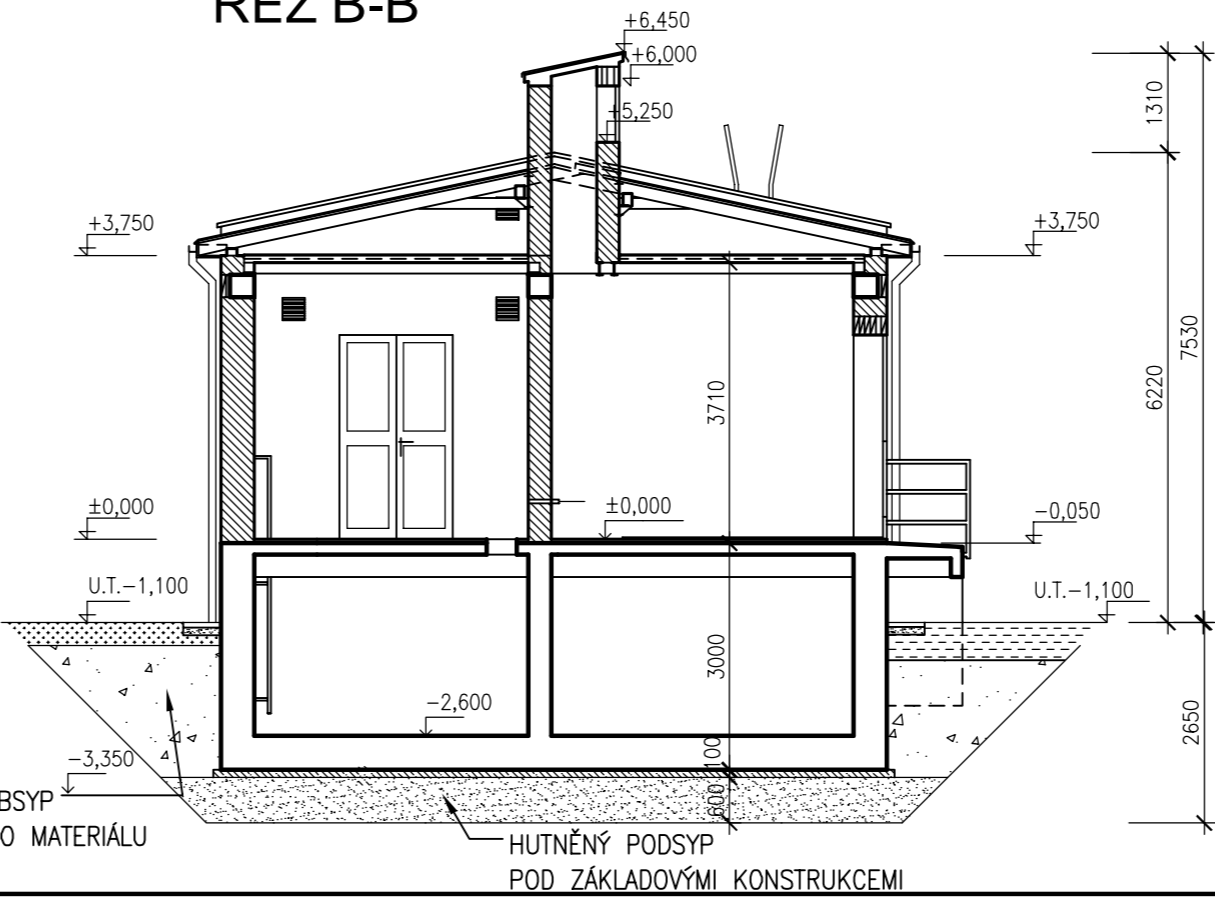 ŘEZ B-B
+6,450
+6,000
+5,250
1310
+3,750
+3,750
7530
6220
3710
±0,000
±0,000
-0,050
U.T.-1,100
U.T.-1,100
3000
-2,600
2650
-3,350
100
600
BSYP
O MATERIÁLU
HUTNĚNÝ PODSYP
POD ZÁKLADOVÝMI KONSTRUKCEMI